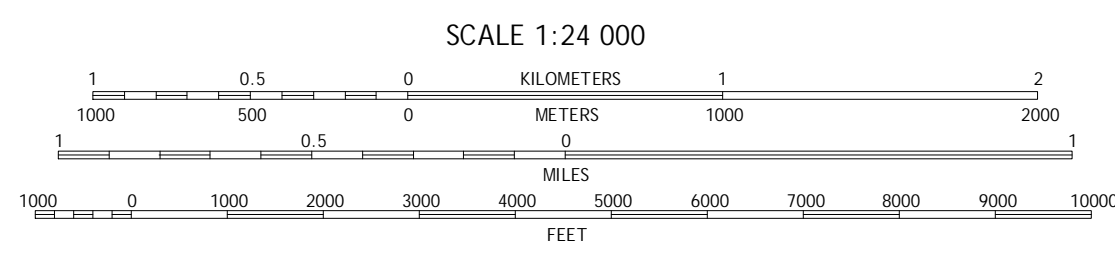 SCALE 1:24 000
1 0.5 0 KILOMETERS 1 2
1000 500 0 METERS 1000 2000
1 0.5 0 1
MILES
1000 0 1000 2000 3000 4000 5000 6000 7000 8000 9000 10000
FEET